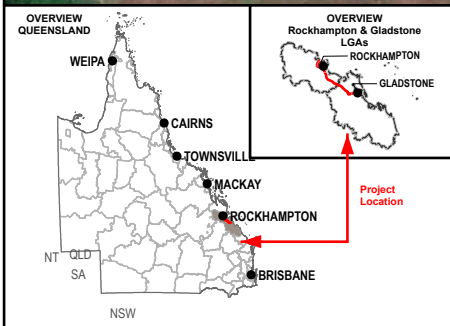 OVERVIEW
QUEENSLAND
WEIPA
CAIRNS
TOWNSVILLE
MACKAY
ROCKHAMPTON
BRISBANE
NT
QLD
SA
NSW
OVERVIEW
Rockhampton & Gladstone
LGAs
ROCKHAMPTON
GLADSTONE
Project
Location